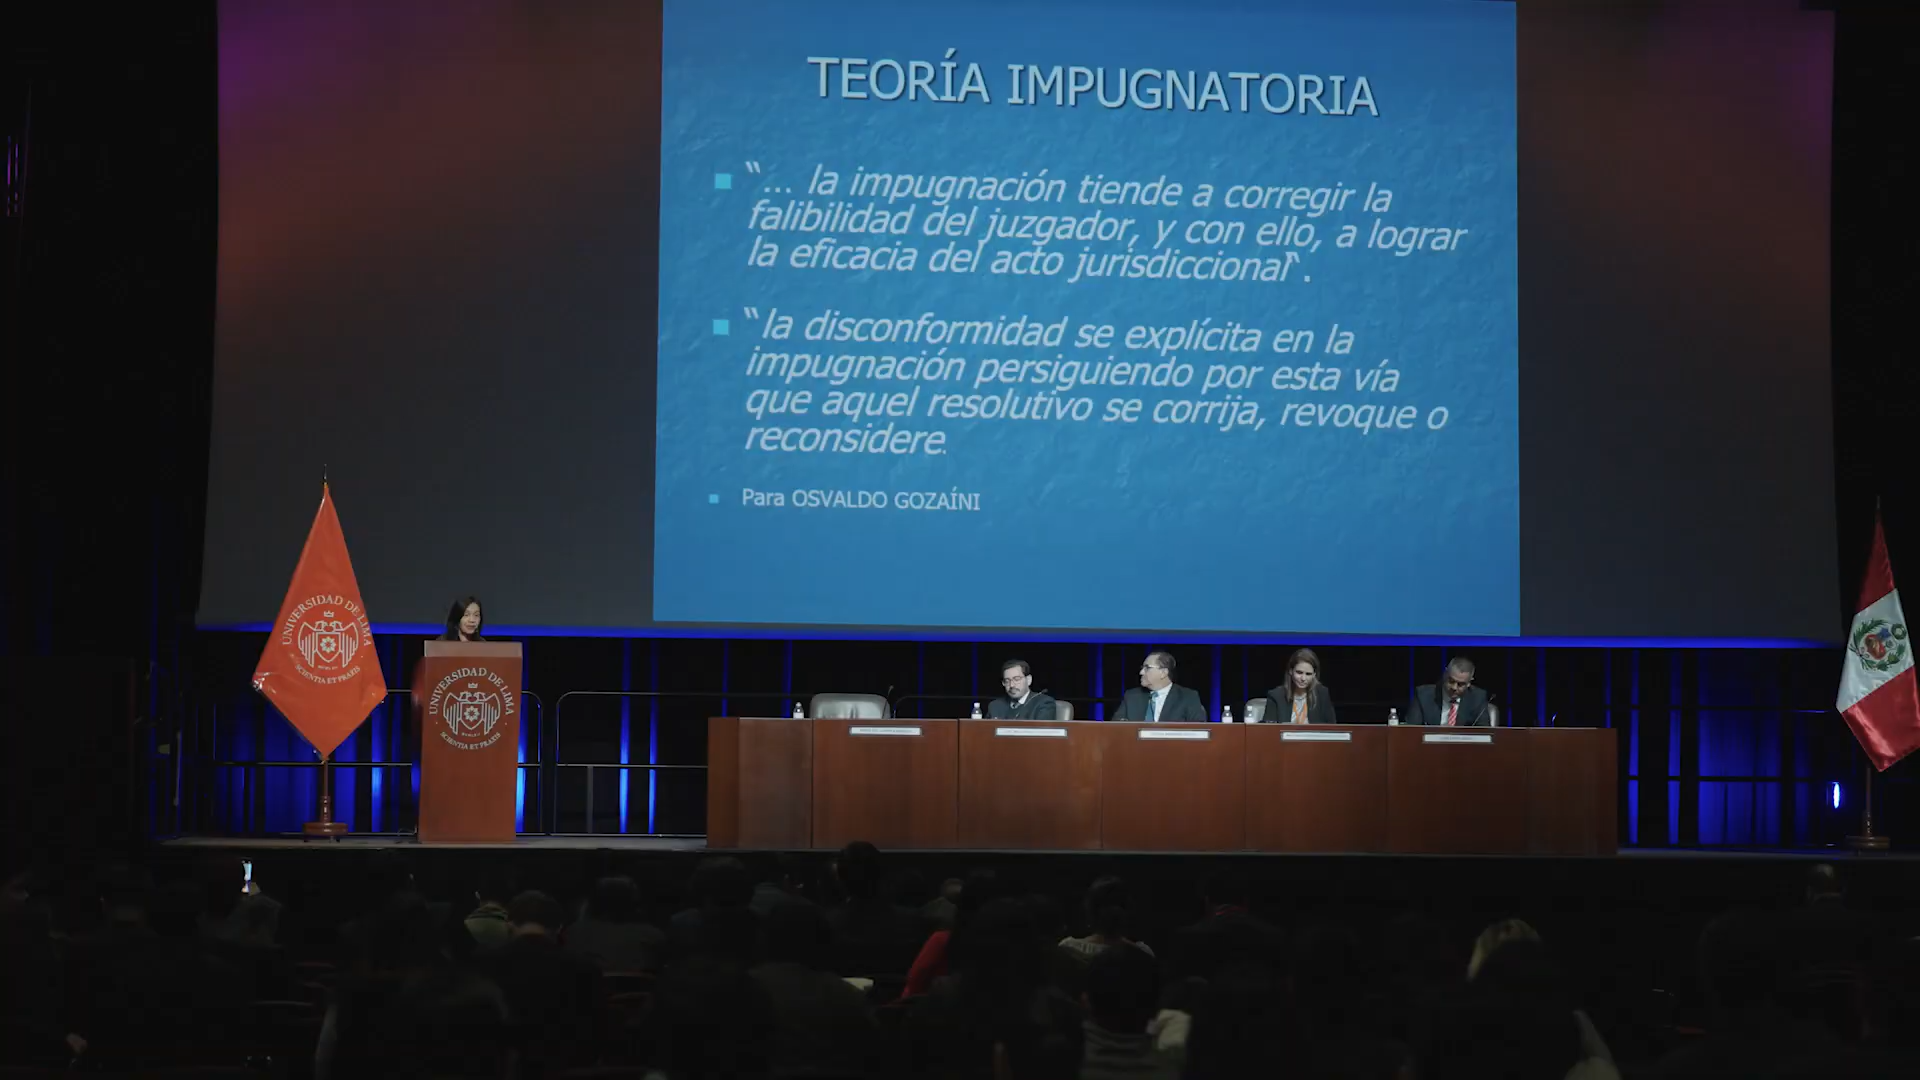 TEORÍA IMPUGNATORIA
“... la impugnación tiende a corregir la
falibilidad del juzgador, y con ello, a lograr
la eficacia del acto jurisdiccional“.
“la disconformidad se explícita en la
impugnación persiguiendo por esta vía
que aquel resolutivo se corrija, revoque o
reconsidere.
Para OSVALDO GOZAÍNI
UNIVERSIDAD DE LIMA
SCIENTIA ET PRAXIS
UNIVERSIDAD DE LIMA
SCIENTIA ET PRAXIS